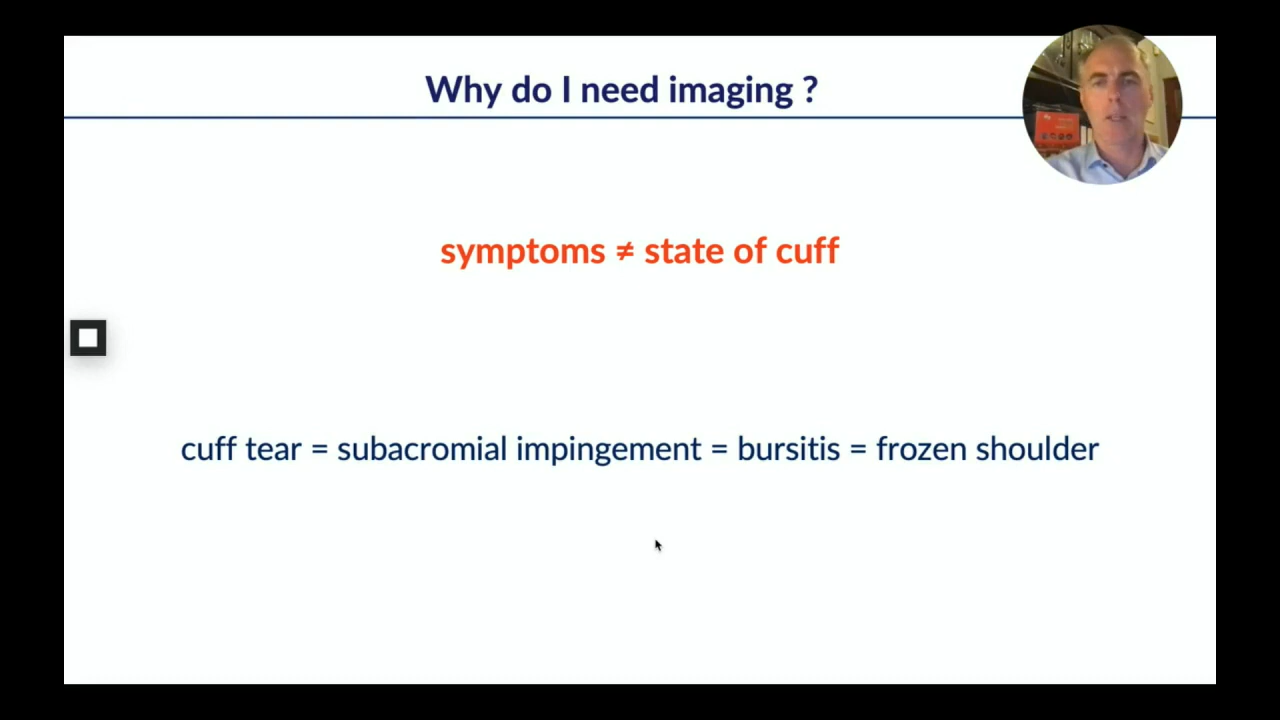 Why do I need imaging ?
symptoms ≠ state of cuff
cuff tear = subacromial impingement = bursitis = frozen shoulder